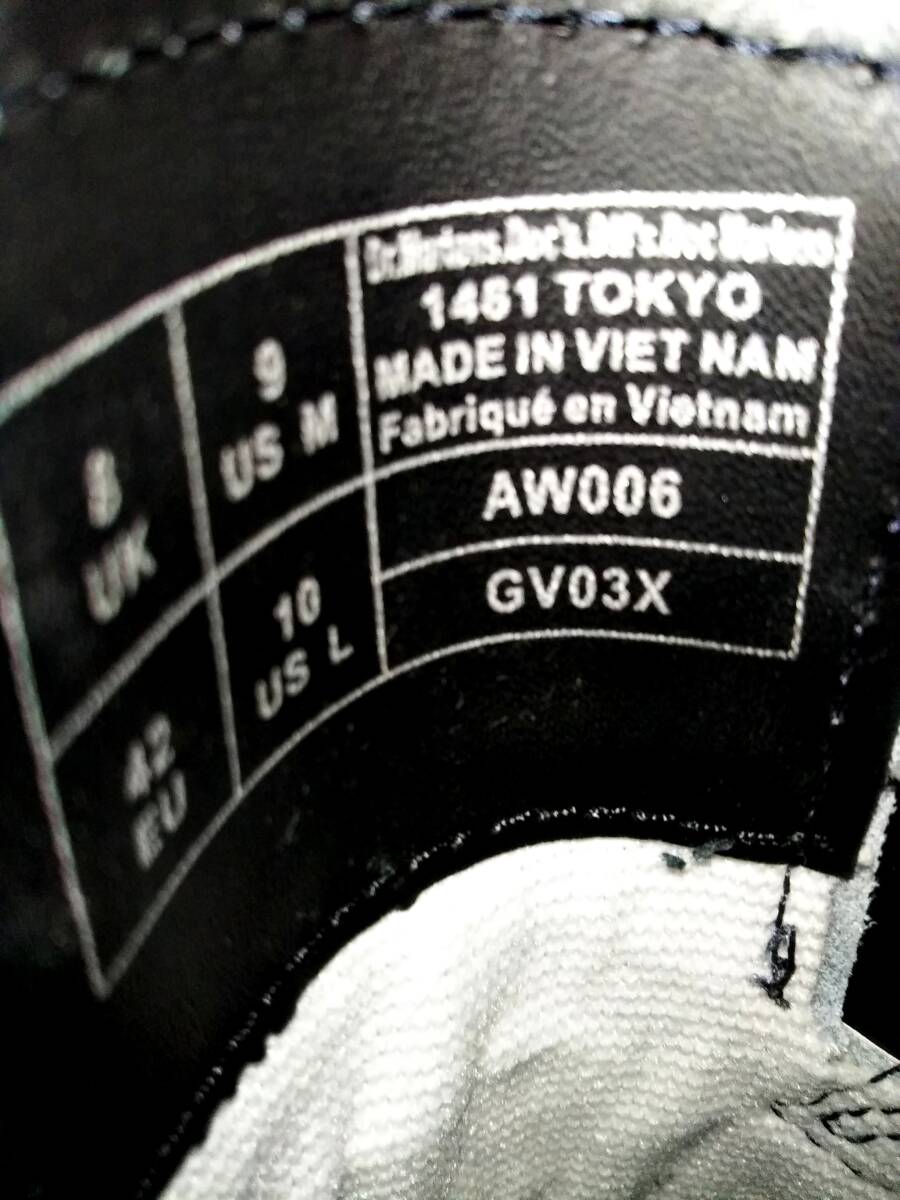 Dr.Martens.Doc's.DM's.Doc Martens
1461 TOKYO
MADE IN VIET NAM
Fabriqué en Vietnam
AW006
GV03X
8
UK
9
US M
42
EU
10
US L